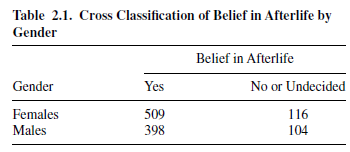 Table 2.1. Cross Classification of Belief in Afterlife by
Gender
Belief in Afterlife
Gender Yes No or Undecided
Females 509 116
Males 398 104